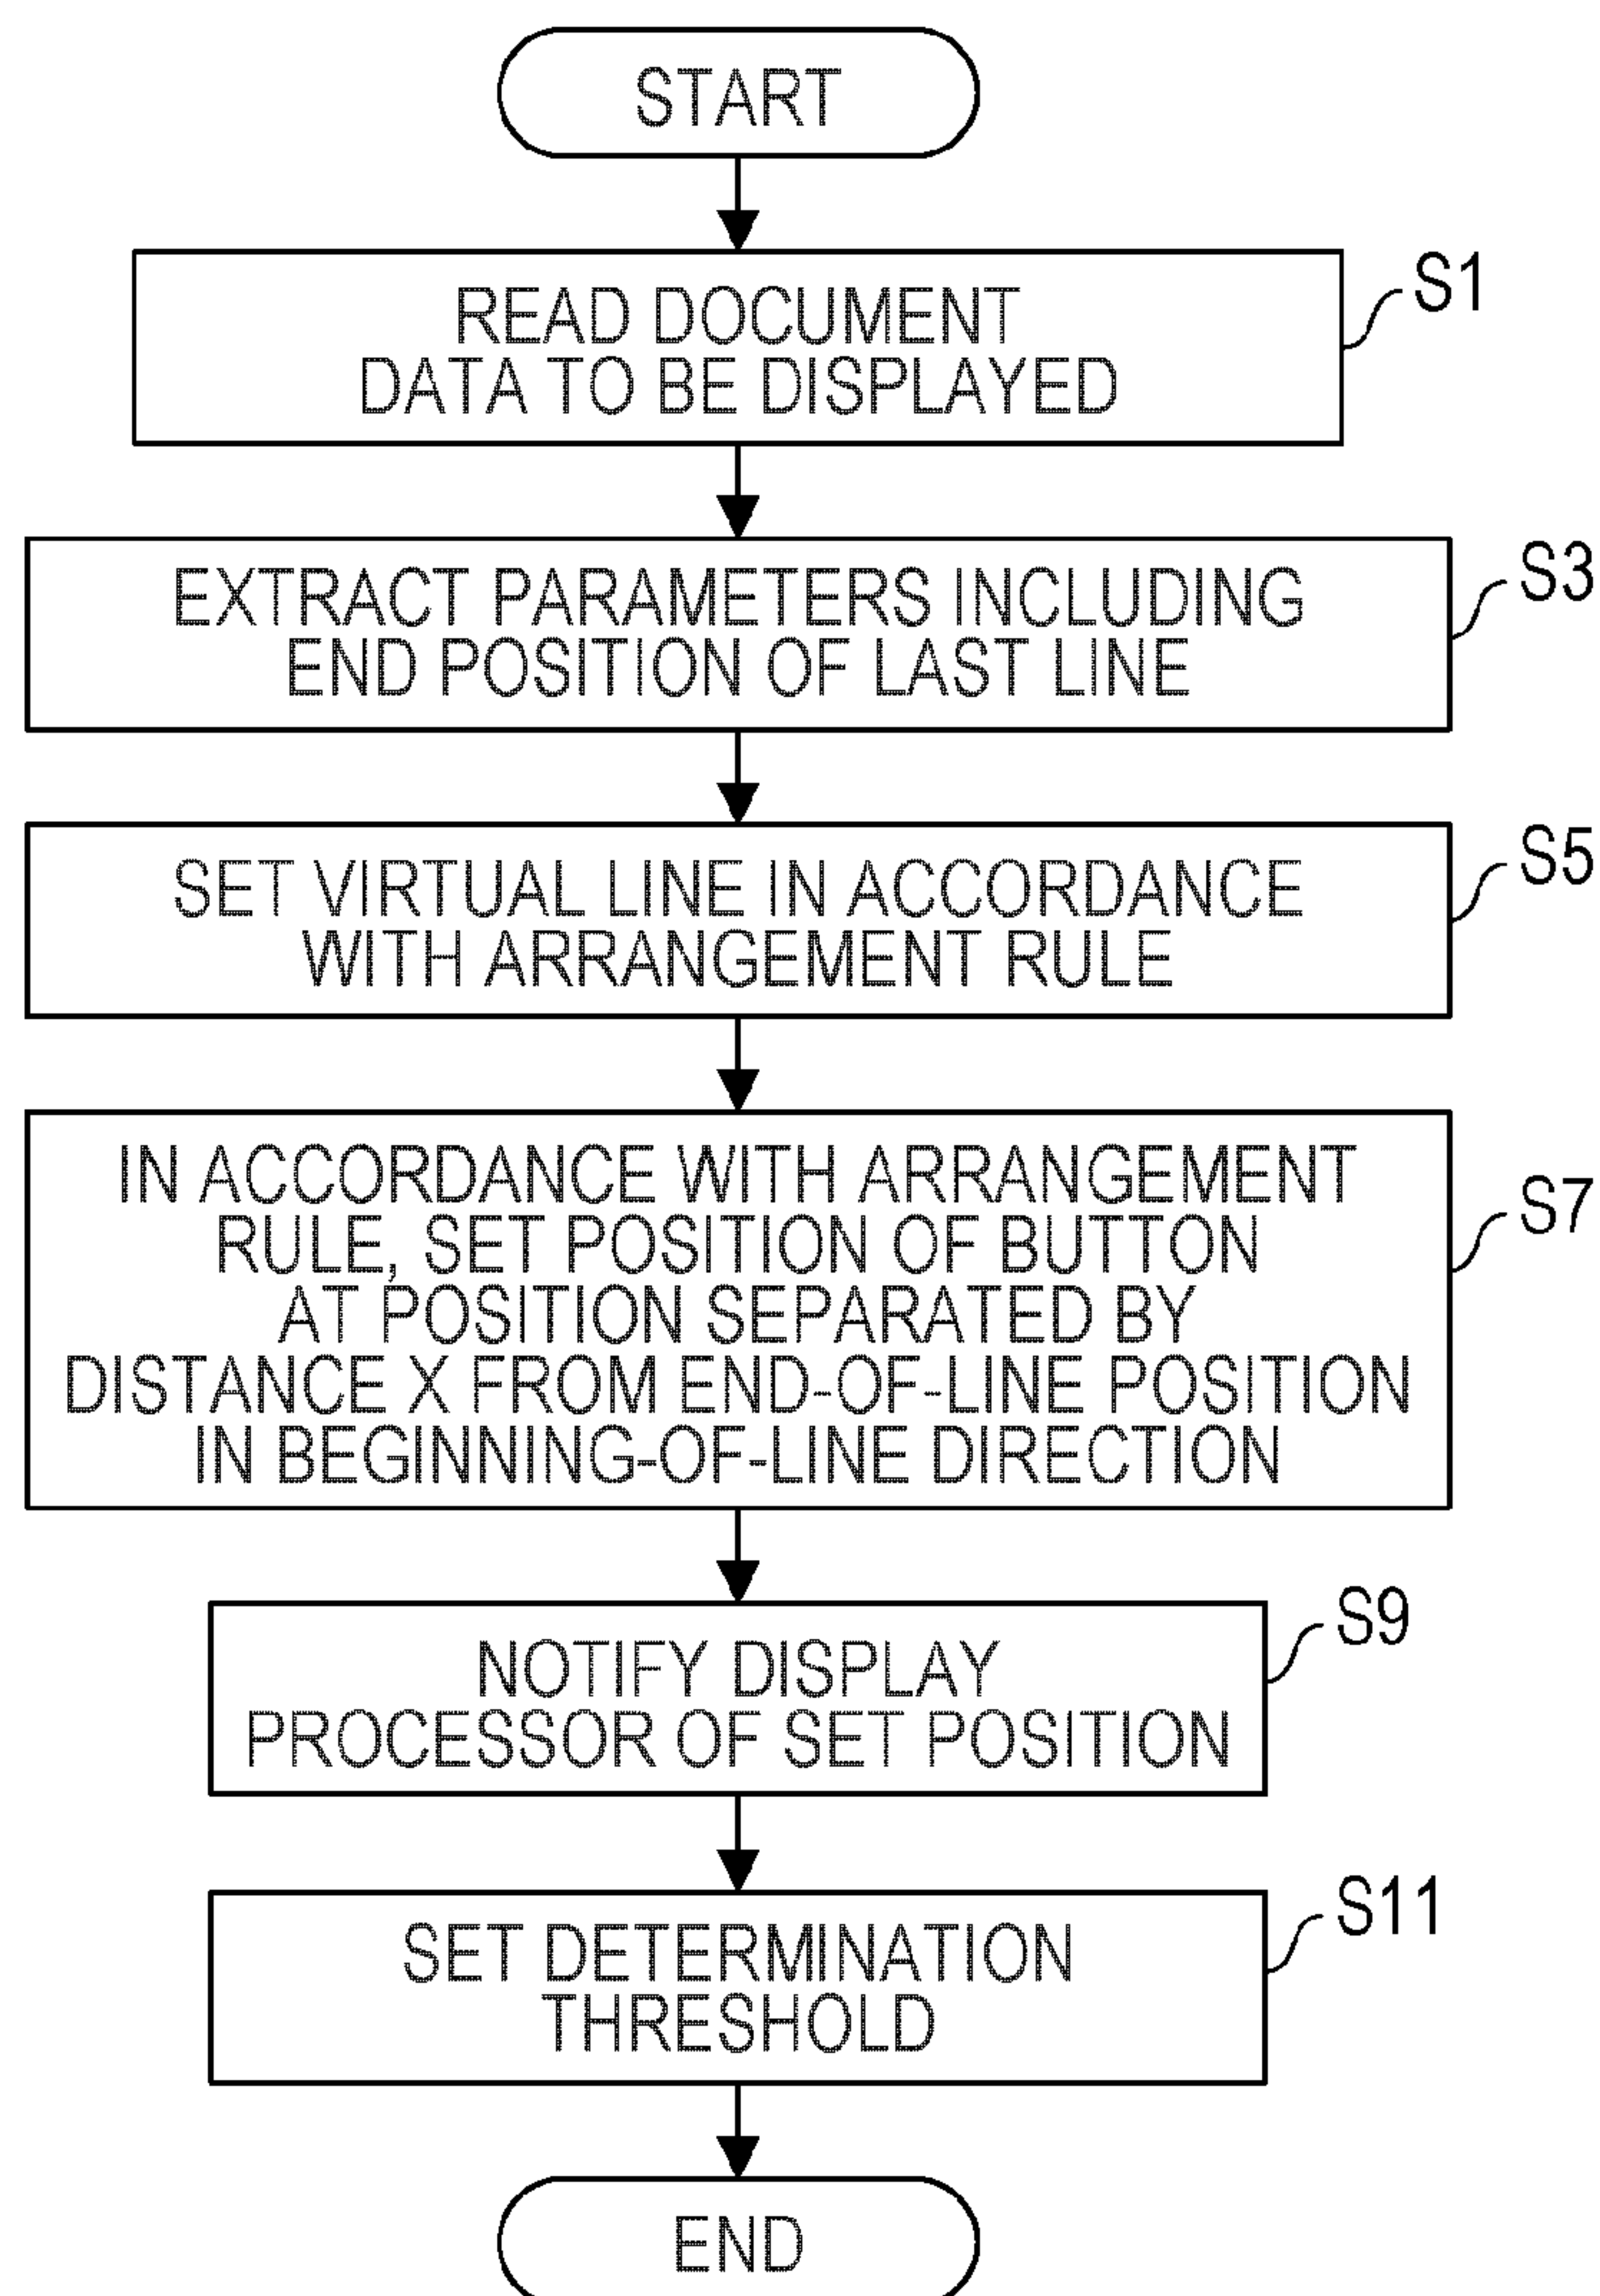 START
READ DOCUMENT
DATA TO BE DISPLAYED
S1
EXTRACT PARAMETERS INCLUDING
END POSITION OF LAST LINE
S3
SET VIRTUAL LINE IN ACCORDANCE
WITH ARRANGEMENT RULE
S5
IN ACCORDANCE WITH ARRANGEMENT
RULE, SET POSITION OF BUTTON
AT POSITION SEPARATED BY
DISTANCE X FROM END-OF-LINE POSITION
IN BEGINNING-OF-LINE DIRECTION
S7
NOTIFY DISPLAY
PROCESSOR OF SET POSITION
S9
SET DETERMINATION
THRESHOLD
S11
END